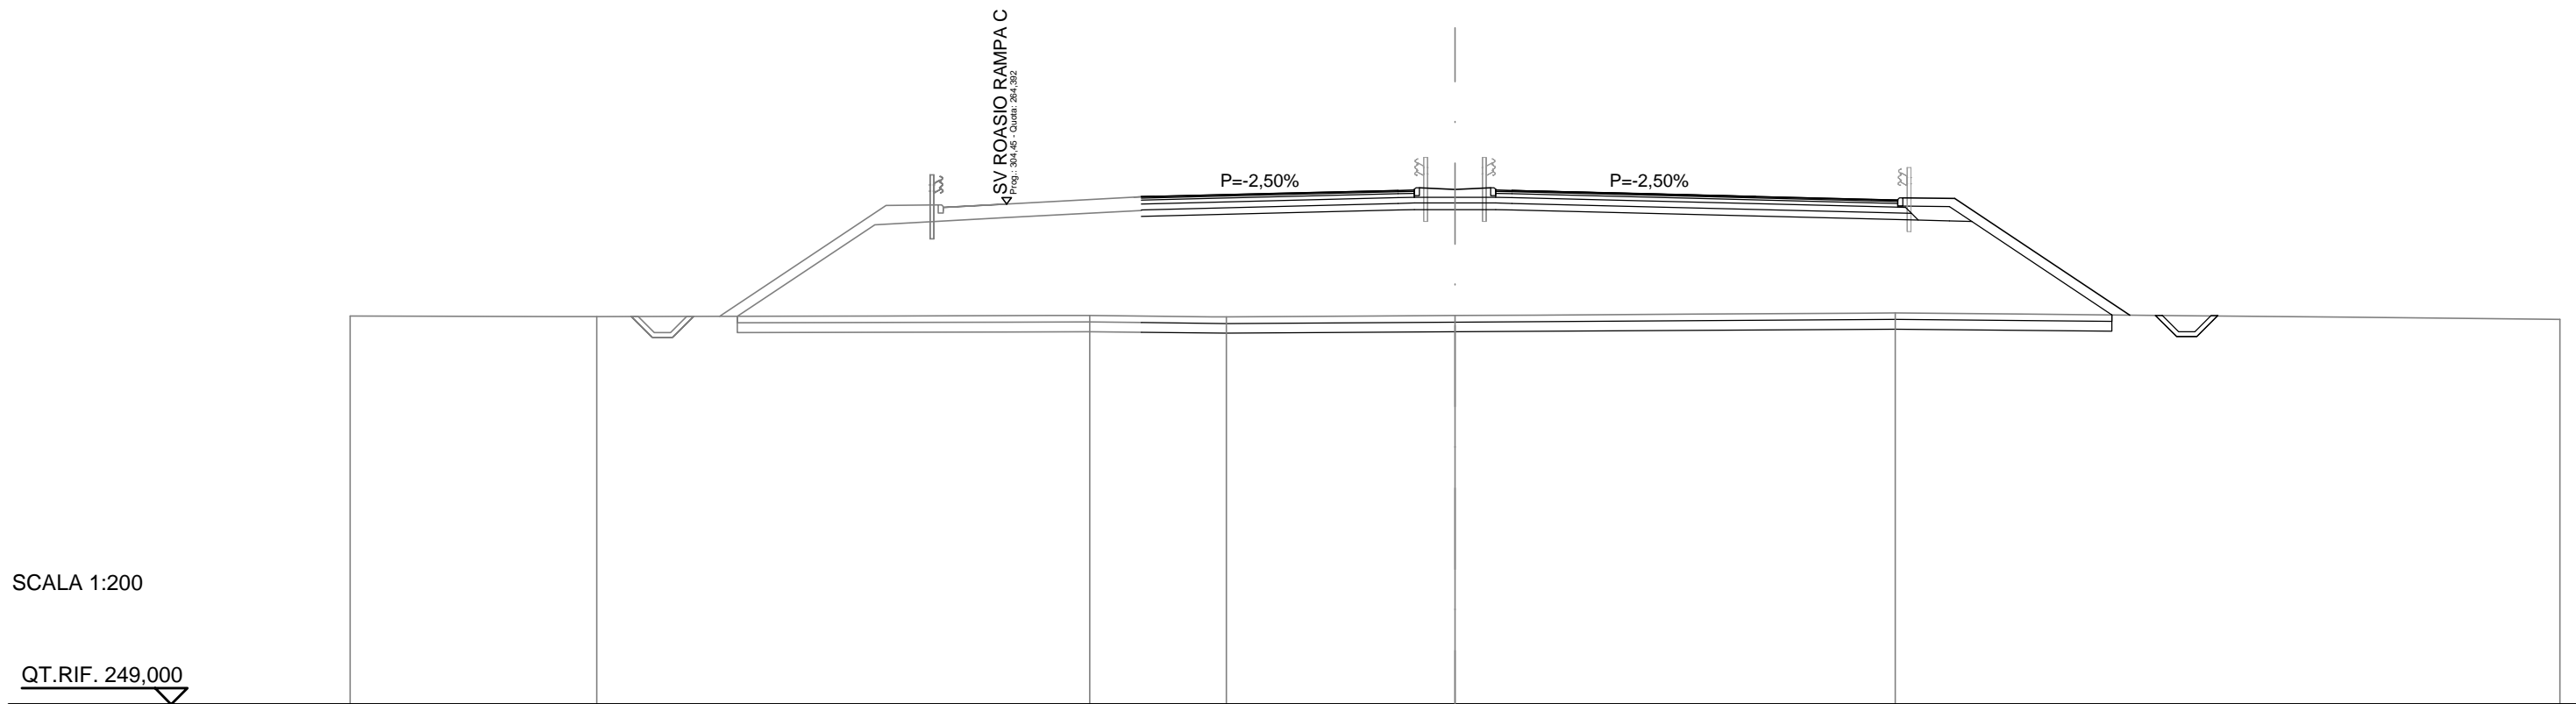 SV ROASIO RAMPA C
Prog.: 304,45 - Quota: 264,392
P=-2,50%
P=-2,50%
SCALA 1:200
QT.RIF. 249,000